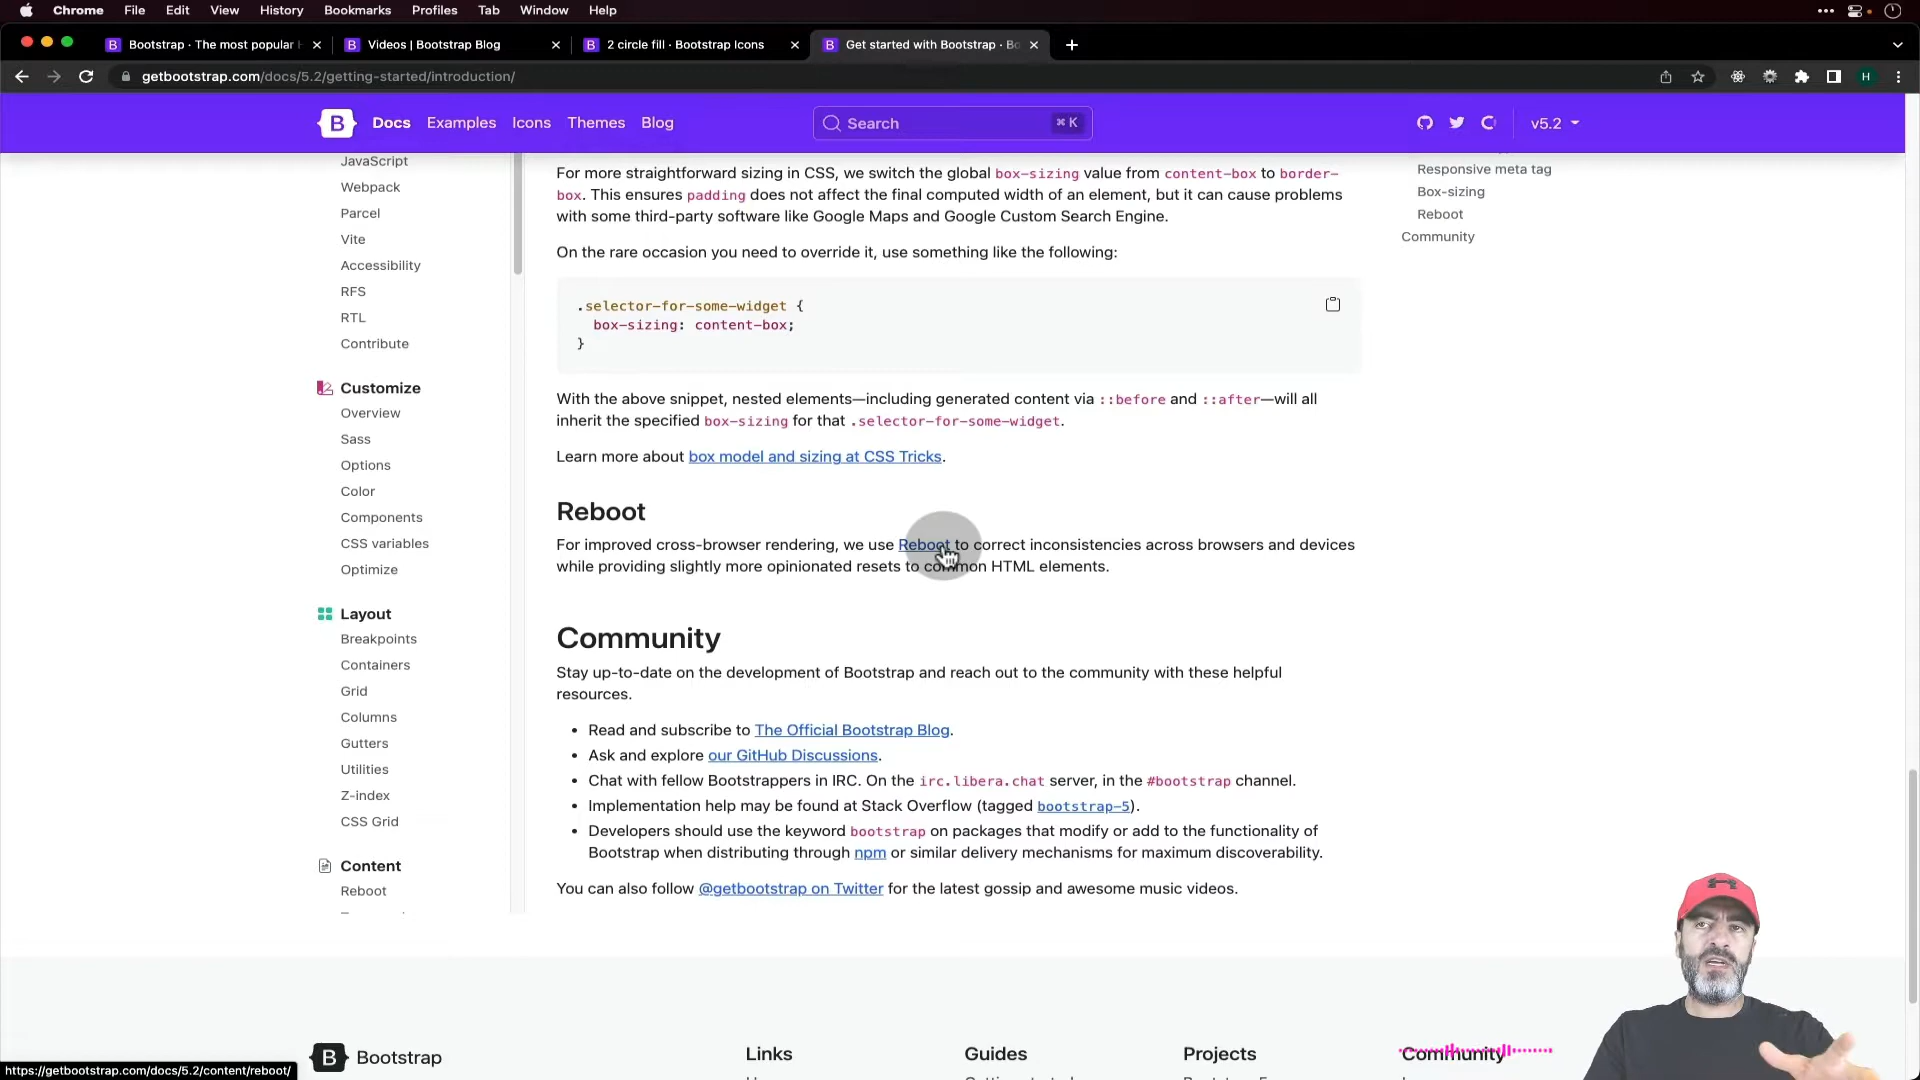 Chrome File Edit View History Bookmarks Profiles Tab Window Help
Bootstrap · The most popular
Videos | Bootstrap Blog
2 circle fill · Bootstrap Icons
Get started with Bootstrap · Bo
getbootstrap.com/docs/5.2/getting-started/introduction/
H
B Docs Examples Icons Themes Blog
Search ⌘ K
v5.2
JavaScript
Webpack
Parcel
Vite
Accessibility
RFS
RTL
Contribute
Customize
Overview
Sass
Options
Color
Components
CSS variables
Optimize
Layout
Breakpoints
Containers
Grid
Columns
Gutters
Utilities
Z-index
CSS Grid
Content
Reboot
For more straightforward sizing in CSS, we switch the global box-sizing value from content-box to border-
box. This ensures padding does not affect the final computed width of an element, but it can cause problems
with some third-party software like Google Maps and Google Custom Search Engine.
On the rare occasion you need to override it, use something like the following:
.selector-for-some-widget {
box-sizing: content-box;
}
With the above snippet, nested elements—including generated content via ::before and ::after—will all
inherit the specified box-sizing for that .selector-for-some-widget.
Learn more about box model and sizing at CSS Tricks.
Reboot
For improved cross-browser rendering, we use Reboot to correct inconsistencies across browsers and devices
while providing slightly more opinionated resets to common HTML elements.
Community
Stay up-to-date on the development of Bootstrap and reach out to the community with these helpful
resources.
• Read and subscribe to The Official Bootstrap Blog.
• Ask and explore our GitHub Discussions.
• Chat with fellow Bootstrappers in IRC. On the irc.libera.chat server, in the #bootstrap channel.
• Implementation help may be found at Stack Overflow (tagged bootstrap-5).
• Developers should use the keyword bootstrap on packages that modify or add to the functionality of
Bootstrap when distributing through npm or similar delivery mechanisms for maximum discoverability.
You can also follow @getbootstrap on Twitter for the latest gossip and awesome music videos.
Responsive meta tag
Box-sizing
Reboot
Community
B Bootstrap
Links
Guides
Projects
Community
https://getbootstrap.com/docs/5.2/content/reboot/